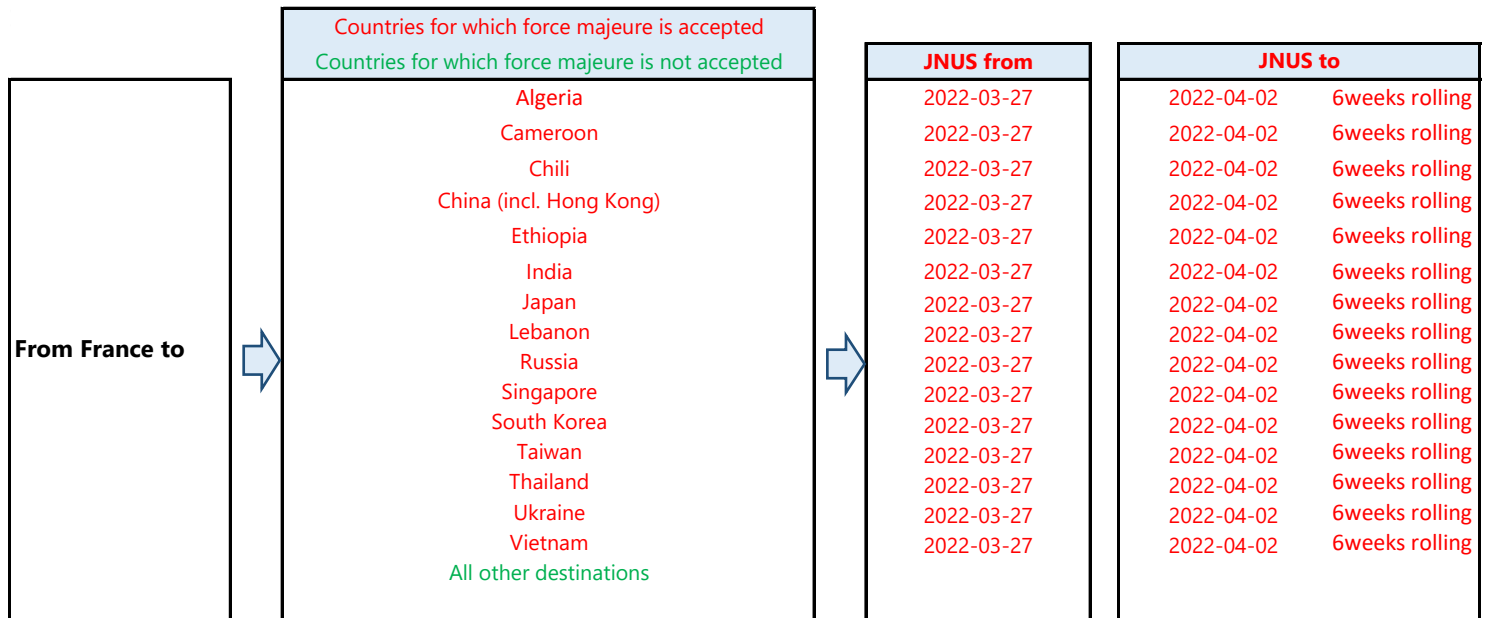 Countries for which force majeure is accepted
Countries for which force majeure is not accepted
JNUS from
JNUS to
From France to
Algeria 2022-03-27 2022-04-02 6weeks rolling
Cameroon 2022-03-27 2022-04-02 6weeks rolling
Chili 2022-03-27 2022-04-02 6weeks rolling
China (incl. Hong Kong) 2022-03-27 2022-04-02 6weeks rolling
Ethiopia 2022-03-27 2022-04-02 6weeks rolling
India 2022-03-27 2022-04-02 6weeks rolling
Japan 2022-03-27 2022-04-02 6weeks rolling
Lebanon 2022-03-27 2022-04-02 6weeks rolling
Russia 2022-03-27 2022-04-02 6weeks rolling
Singapore 2022-03-27 2022-04-02 6weeks rolling
South Korea 2022-03-27 2022-04-02 6weeks rolling
Taiwan 2022-03-27 2022-04-02 6weeks rolling
Thailand 2022-03-27 2022-04-02 6weeks rolling
Ukraine 2022-03-27 2022-04-02 6weeks rolling
Vietnam 2022-03-27 2022-04-02 6weeks rolling
All other destinations